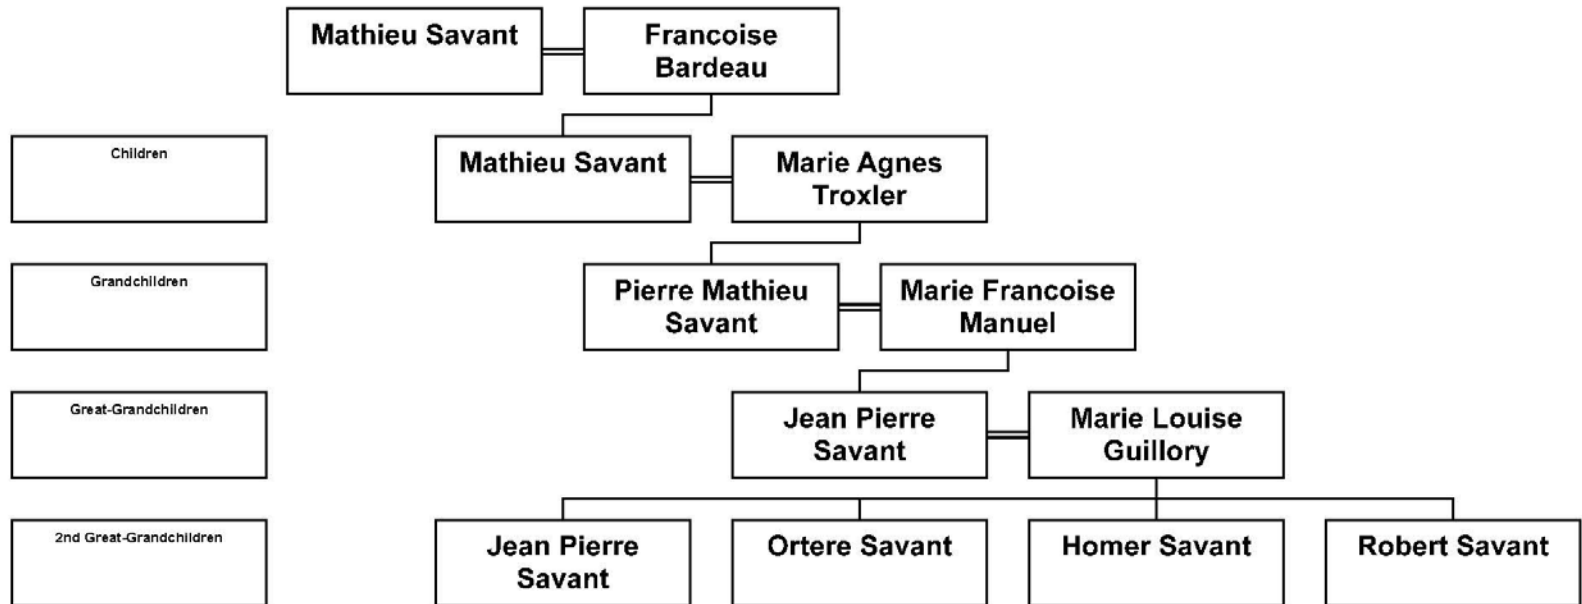 Mathieu Savant
Francoise
Bardeau
Children
Mathieu Savant
Marie Agnes
Troxler
Grandchildren
Pierre Mathieu
Savant
Marie Francoise
Manuel
Great-Grandchildren
Jean Pierre
Savant
Marie Louise
Guillory
2nd Great-Grandchildren
Jean Pierre
Savant
Ortere Savant
Homer Savant
Robert Savant